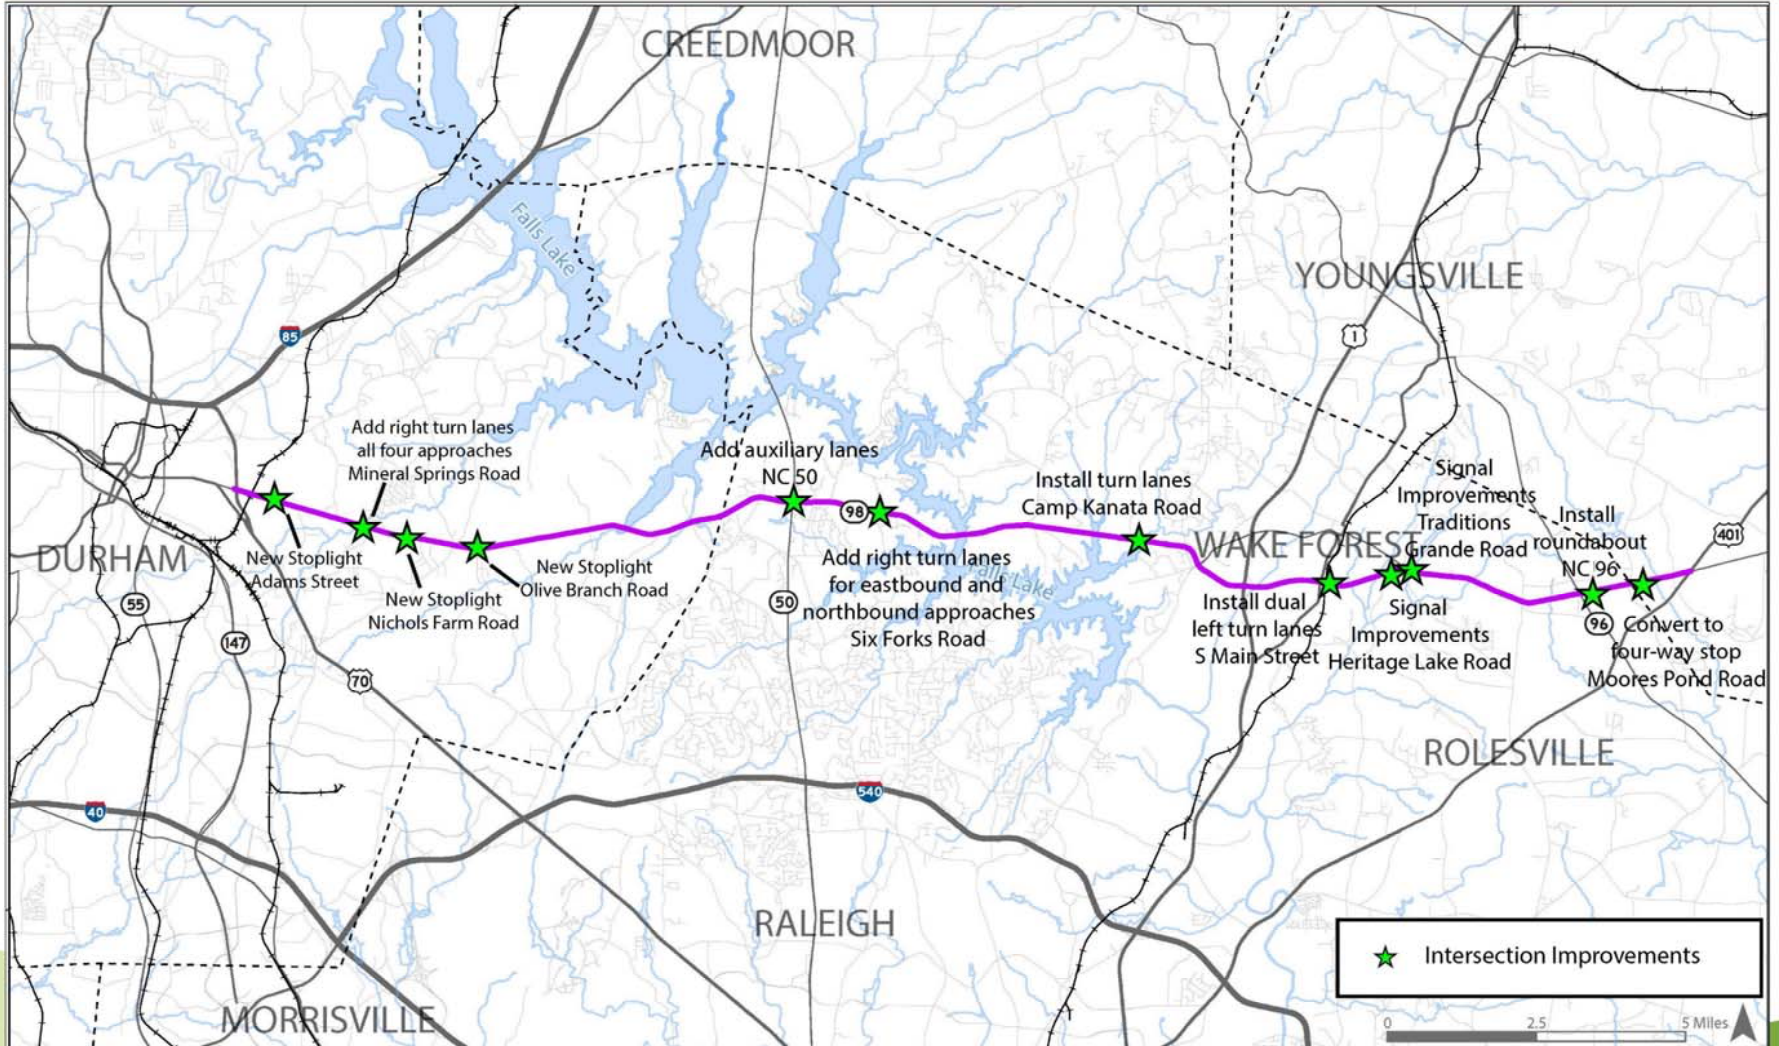 CREEDMOOR
Falls Lake
YOUNGSVILLE
1
85
Add right turn lanes
all four approaches
Mineral Springs Road
Add auxiliary lanes
NC 50
98
Install turn lanes
Camp Kanata Road
Signal
Improvements
Traditions
Grande Road
Install
roundabout
NC 96
401
DURHAM
New Stoplight
Adams Street
New Stoplight
Nichols Farm Road
New Stoplight
Olive Branch Road
Add right turn lanes
for eastbound and
northbound approaches
Six Forks Road
Falls Lake
WAKE FOREST
Install dual
left turn lanes
S Main Street
Signal
Improvements
Heritage Lake Road
96
Convert to
four-way stop
Moores Pond Road
55
147
70
50
ROLESVILLE
40
540
RALEIGH
MORRISVILLE
Intersection Improvements
0 2.5 5 Miles